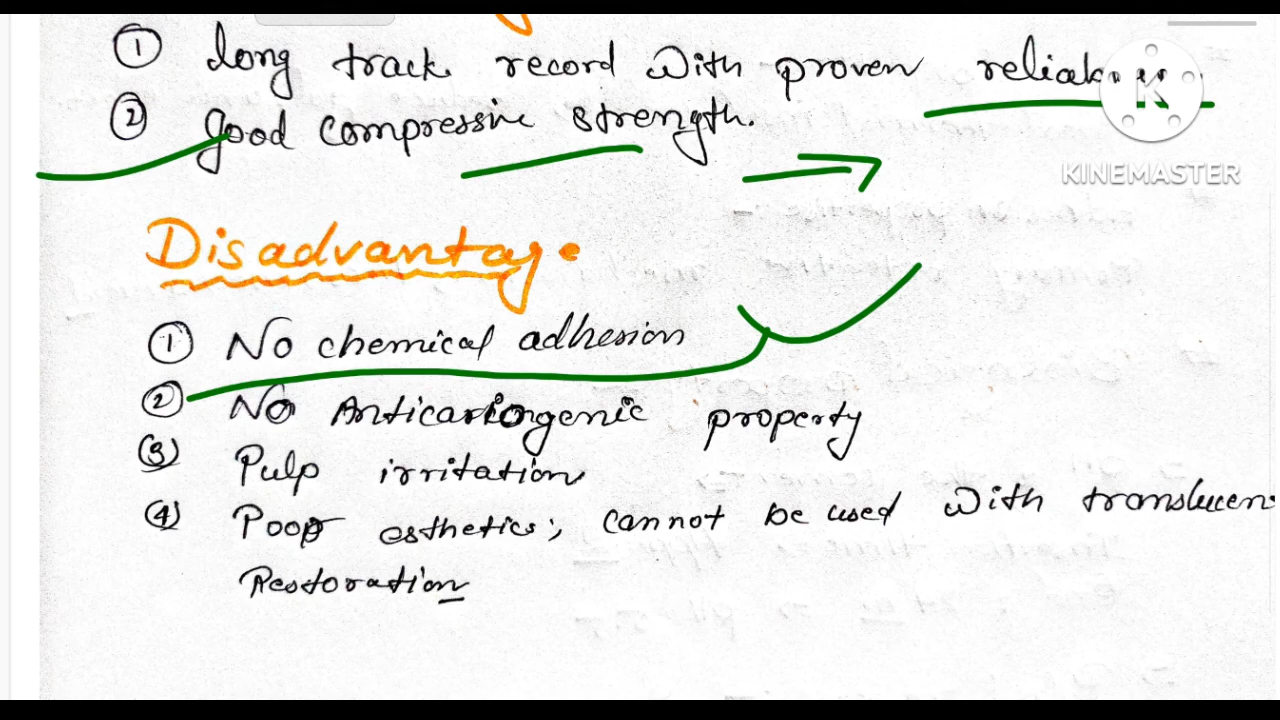 ① long track record with proven
KINEMASTER
② good compressive strength.
Disadvantage
① No chemical adhesion
② No Anticariogenic property
③ Pulp irritation
④ Poor esthetics; cannot be used with translucen
Restoration